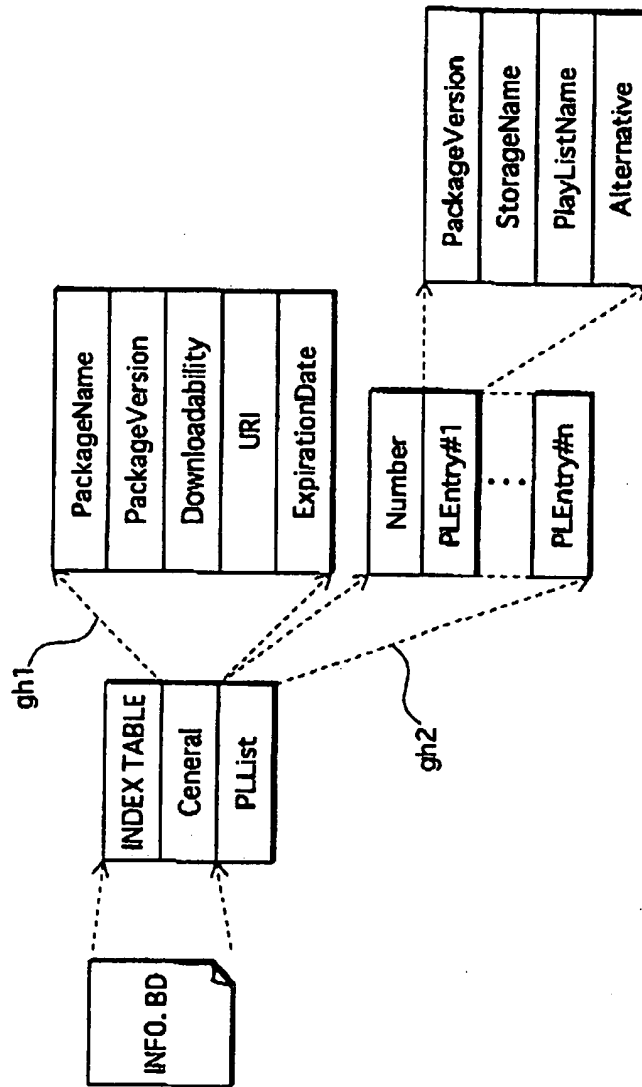 INFO. BD
INDEX TABLE
Ceneral
PLList
gh1
PackageName
PackageVersion
Downloadability
URI
ExpirationDate
gh2
Number
PLEntry#1
...
PLEntry#n
PackageVersion
StorageName
PlayListName
Alternative